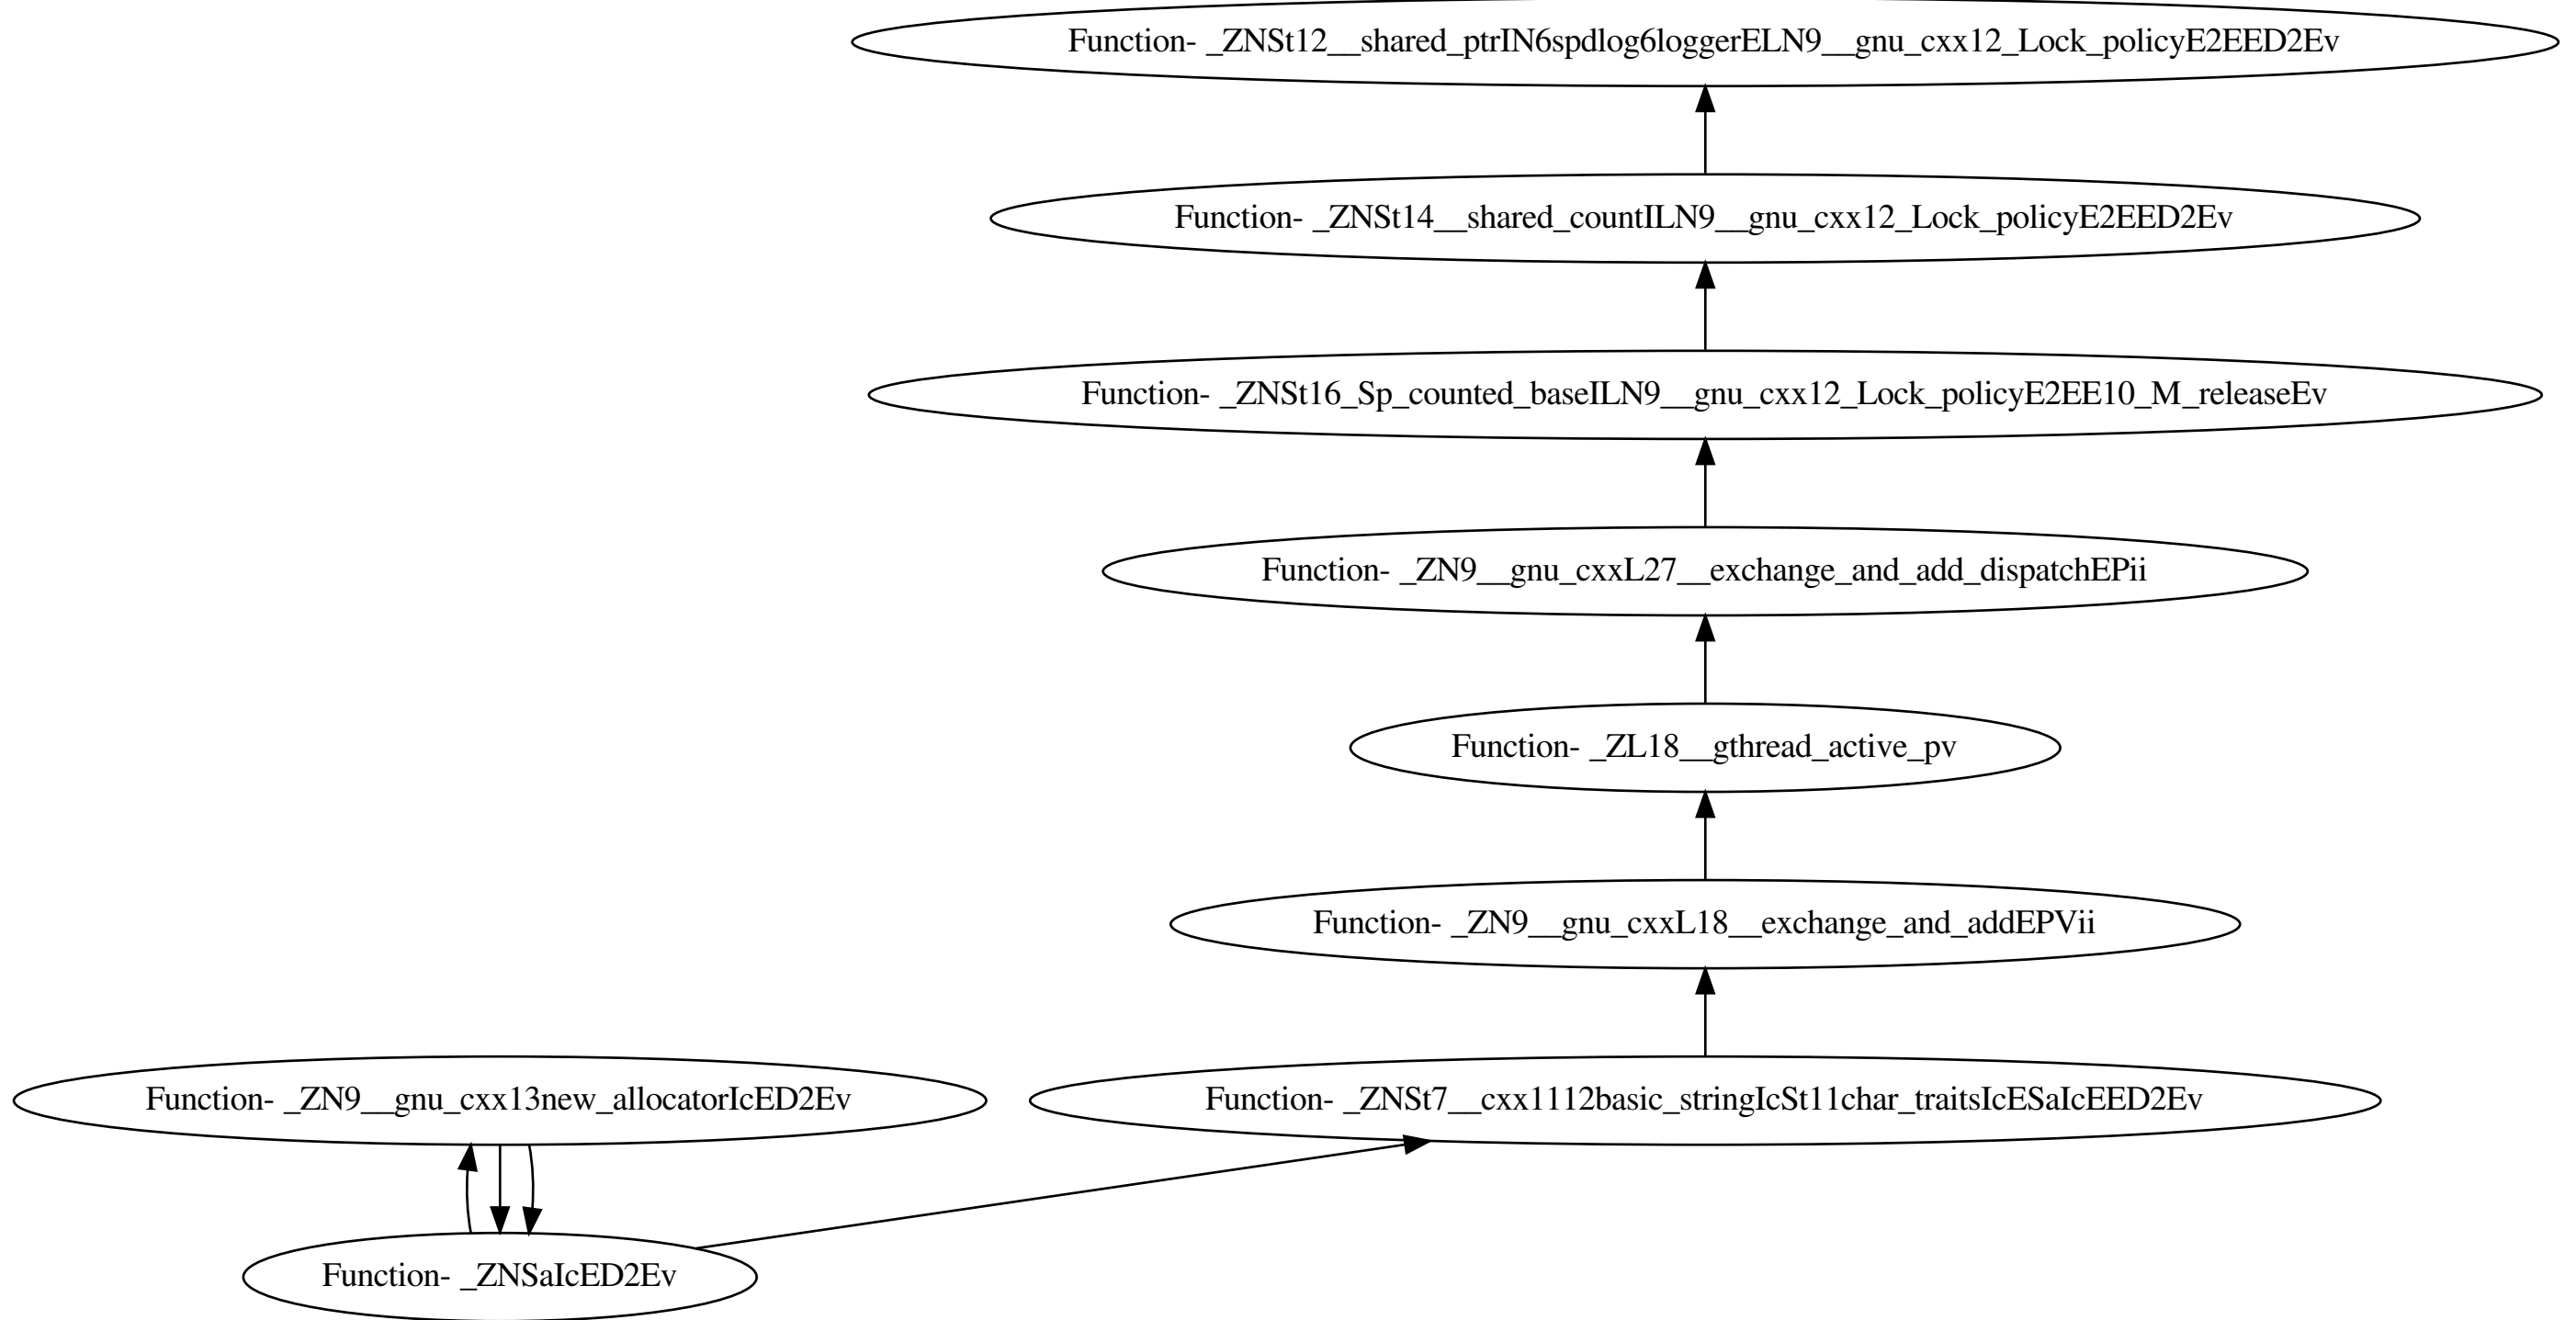 Function- _ZNSt12__shared_ptrIN6spdlog6loggerELN9__gnu_cxx12_Lock_policyE2EED2Ev
Function- _ZNSt14__shared_countILN9__gnu_cxx12_Lock_policyE2EED2Ev
Function- _ZNSt16_Sp_counted_baseILN9__gnu_cxx12_Lock_policyE2EE10_M_releaseEv
Function- _ZN9__gnu_cxxL27__exchange_and_add_dispatchEPii
Function- _ZL18__gthread_active_pv
Function- _ZN9__gnu_cxxL18__exchange_and_addEPVii
Function- _ZN9__gnu_cxx13new_allocatorIcED2Ev
Function- _ZNSt7__cxx1112basic_stringIcSt11char_traitsIcESaIcEED2Ev
Function- _ZNSaIcED2Ev